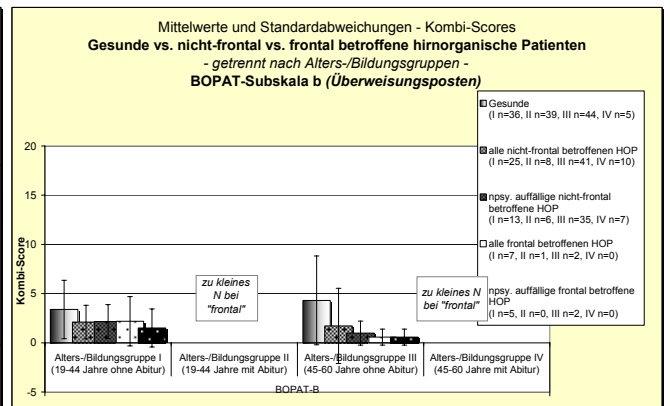 Mittelwerte und Standardabweichungen - Kombi-Scores
Gesunde vs. nicht-frontal vs. frontal betroffene hirnorganische Patienten
- getrennt nach Alters-/Bildungsgruppen -
BOPAT-Subskala b (Überweisungsposten)
Gesunde
(I n=36, II n=39, III n=44, IV n=5)
alle nicht-frontal betroffenen HOP
(I n=25, II n=8, III n=41, IV n=10)
npsy. auffällige nicht-frontal
betroffene HOP
(I n=13, II n=6, III n=35, IV n=7)
alle frontal betroffenen HOP
(I n=7, II n=1, III n=2, IV n=0)
npsy. auffällige frontal betroffene
HOP
(I n=5, II n=0, III n=2, IV n=0)
Kombi-Score
20
15
10
5
0
-5
zu kleines
N bei
"frontal"
zu kleines N
bei "frontal"
Alters-/Bildungsgruppe I
(19-44 Jahre ohne Abitur)
Alters-/Bildungsgruppe II
(19-44 Jahre mit Abitur)
Alters-/Bildungsgruppe III
(45-60 Jahre ohne Abitur)
Alters-/Bildungsgruppe IV
(45-60 Jahre mit Abitur)
BOPAT-B